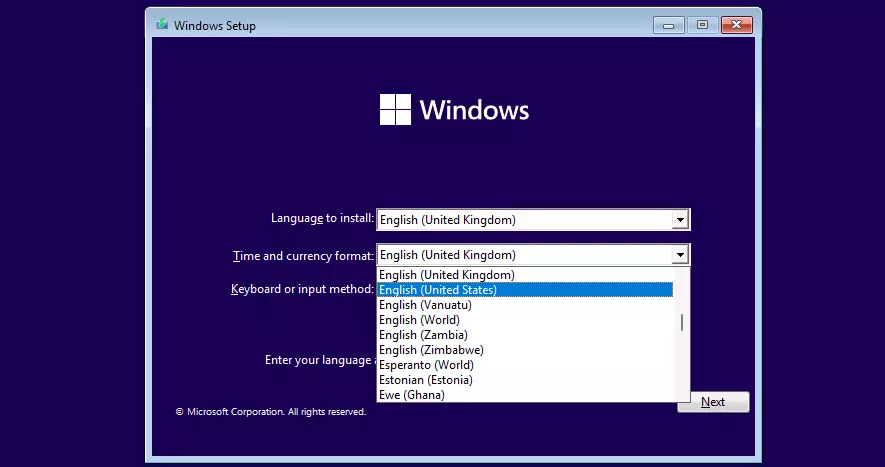 Windows Setup
Windows
Language to install: English (United Kingdom)
Time and currency format: English (United Kingdom)
English (United Kingdom)
Keyboard or input method: English (United States)
English (Vanuatu)
English (World)
English (Zambia)
English (Zimbabwe)
Enter your language Esperanto (World)
Estonian (Estonia)
Ewe (Ghana)
Next
© Microsoft Corporation. All rights reserved.